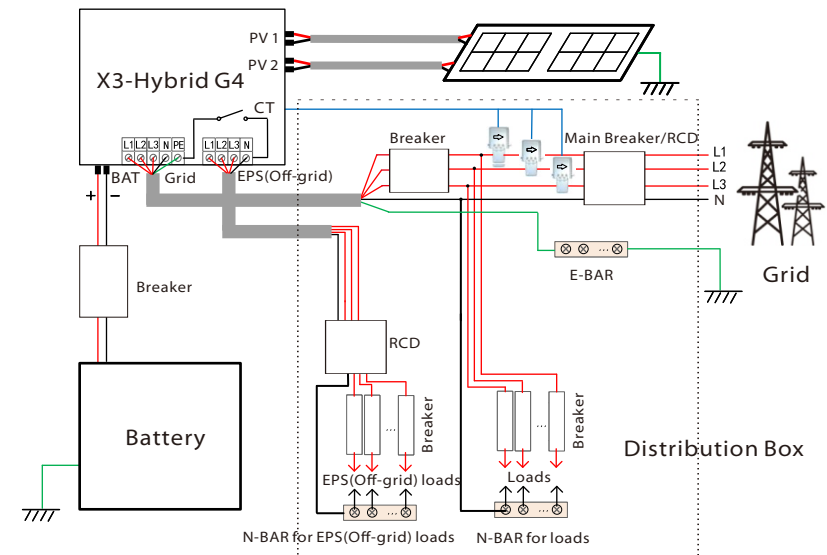 PV 1
X3-Hybrid G4
PV 2
CT
L1 L2 L3 N PE
L1 L2 L3 N
BAT
Grid
EPS(Off-grid)
+
−
Breaker
Main Breaker/RCD
L1
L2
L3
N
...
E-BAR
Grid
Breaker
RCD
Battery
...
Breaker
...
Breaker
Distribution Box
EPS(Off-grid) loads
Loads
...
...
N-BAR for EPS(Off-grid) loads
N-BAR for loads